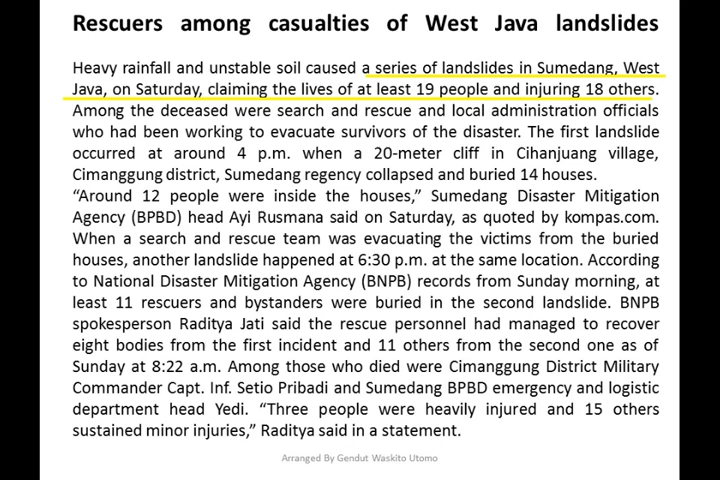 Rescuers among casualties of West Java landslides
Heavy rainfall and unstable soil caused a series of landslides in Sumedang, West
Java, on Saturday, claiming the lives of at least 19 people and injuring 18 others.
Among the deceased were search and rescue and local administration officials
who had been working to evacuate survivors of the disaster. The first landslide
occurred at around 4 p.m. when a 20-meter cliff in Cihanjuang village,
Cimanggung district, Sumedang regency collapsed and buried 14 houses.
“Around 12 people were inside the houses,” Sumedang Disaster Mitigation
Agency (BPBD) head Ayi Rusmana said on Saturday, as quoted by kompas.com.
When a search and rescue team was evacuating the victims from the buried
houses, another landslide happened at 6:30 p.m. at the same location. According
to National Disaster Mitigation Agency (BNPB) records from Sunday morning, at
least 11 rescuers and bystanders were buried in the second landslide. BNPB
spokesperson Raditya Jati said the rescue personnel had managed to recover
eight bodies from the first incident and 11 others from the second one as of
Sunday at 8:22 a.m. Among those who died were Cimanggung District Military
Commander Capt. Inf. Setio Pribadi and Sumedang BPBD emergency and logistic
department head Yedi. “Three people were heavily injured and 15 others
sustained minor injuries,” Raditya said in a statement.
Arranged By Gendut Waskito Utomo